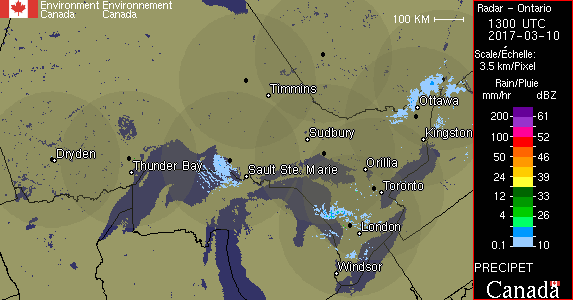 Environment Environnement
Canada Canada
100 KM
Timmins
Ottawa
Sudbury
Kingston
Dryden
Thunder Bay
Sault Ste. Marie
Orillia
Toronto
London
Windsor
Radar - Ontario
1300 UTC
2017-03-10
Scale/Échelle:
3.5 km/Pixel
Rain/Pluie
mm/hr dBZ
200 61
100 52
50 46
24 39
12 33
4 26
0.1 10
PRECIPET
Canada